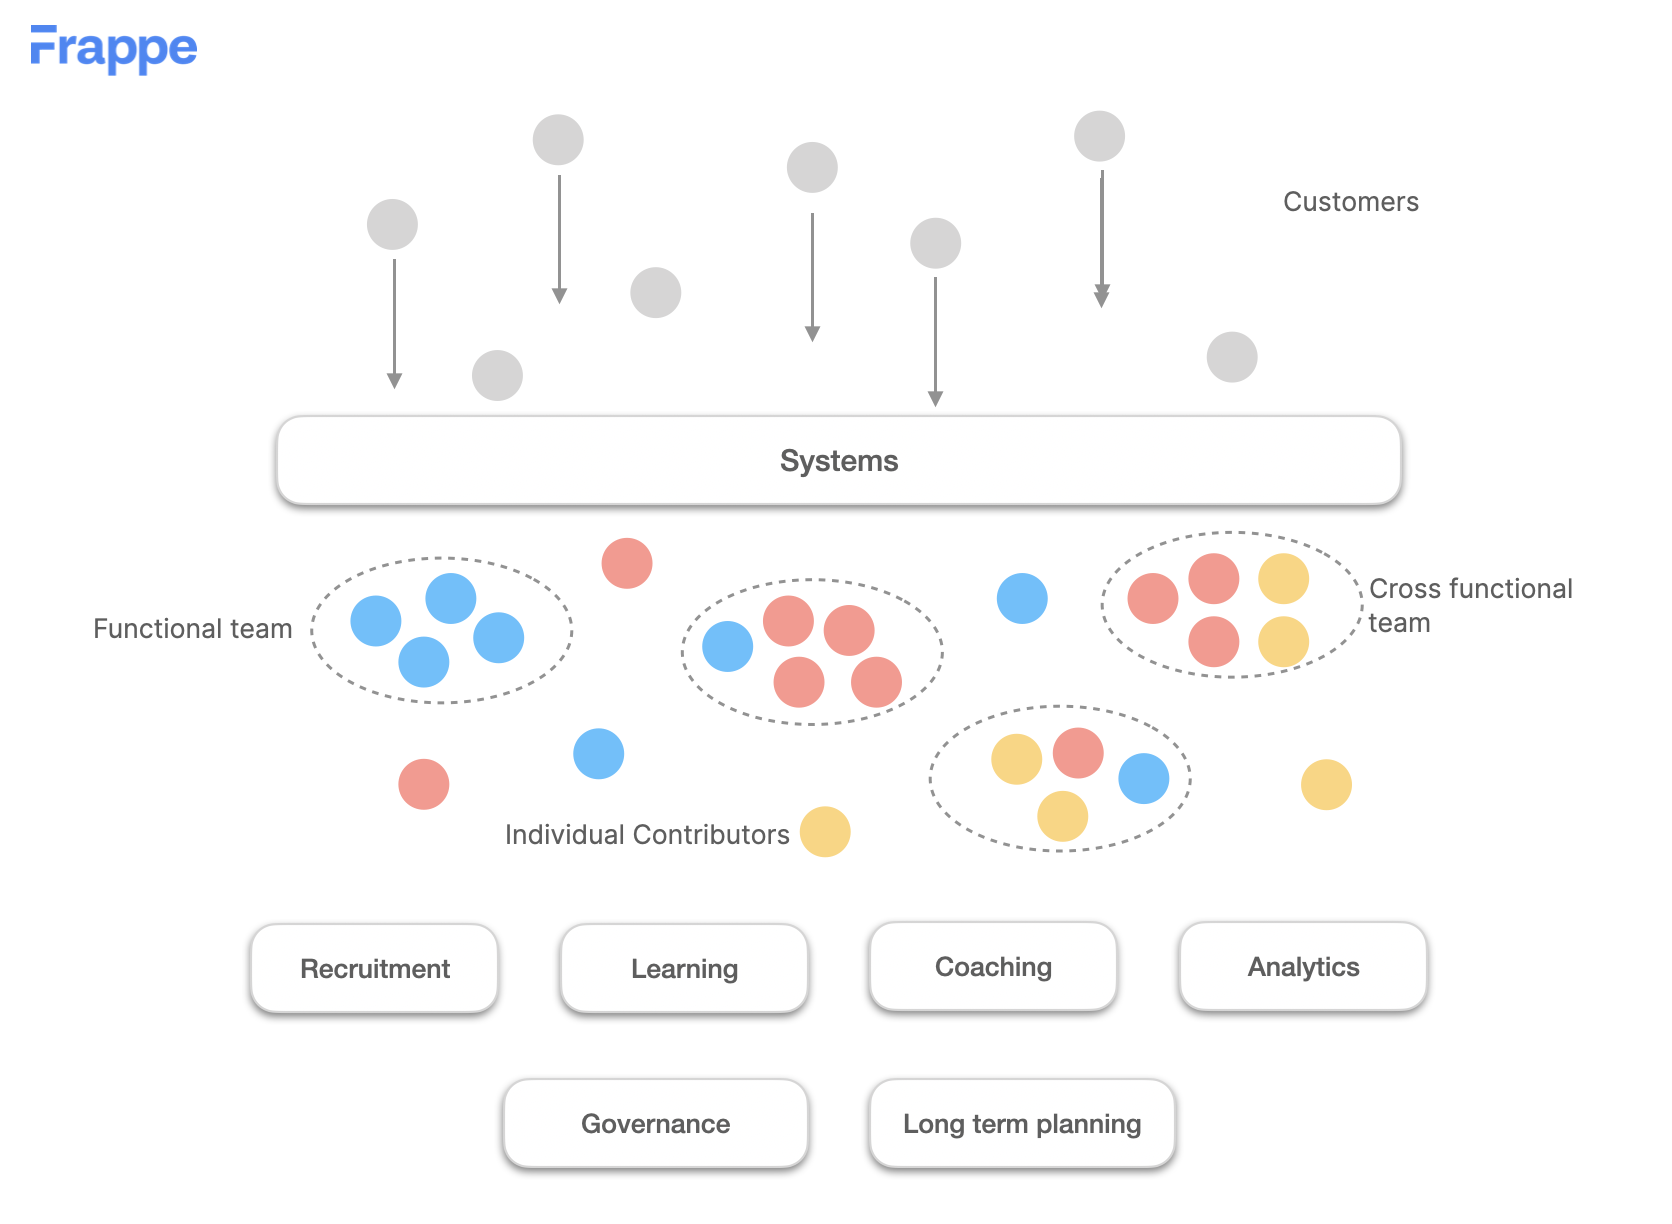 Frappe
Customers
Systems
Functional team
Cross functional
team
Individual Contributors
Recruitment
Learning
Coaching
Analytics
Governance
Long term planning